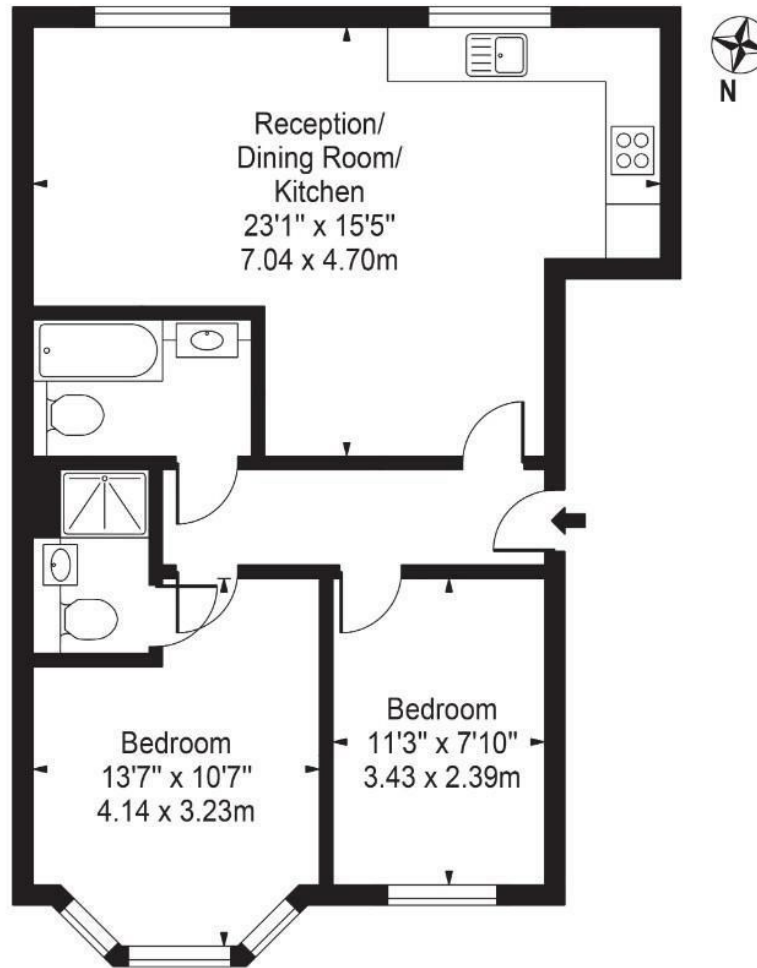 N
Reception/
Dining Room/
Kitchen
23'1" x 15'5"
7.04 x 4.70m
Bedroom
13'7" x 10'7"
4.14 x 3.23m
Bedroom
11'3" x 7'10"
3.43 x 2.39m